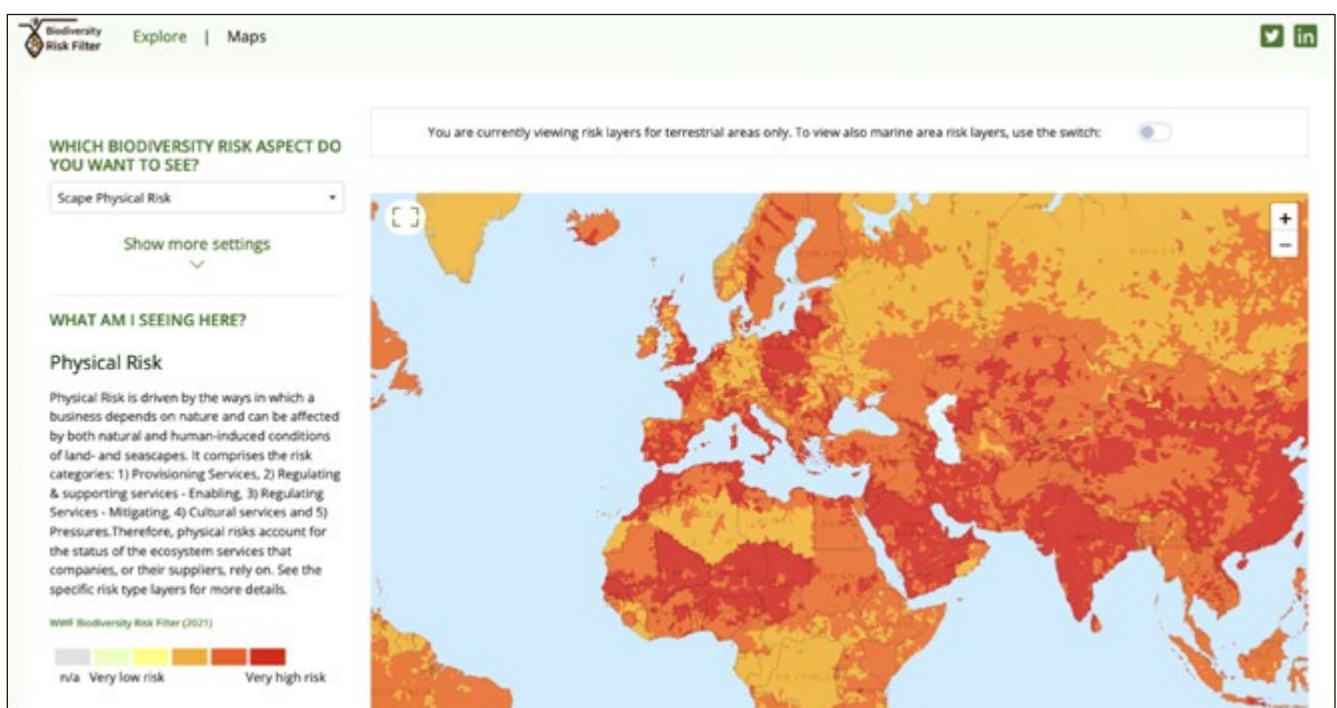 Biodiversity
Risk Filter
Explore | Maps
You are currently viewing risk layers for terrestrial areas only. To view also marine area risk layers, use the switch:
WHICH BIODIVERSITY RISK ASPECT DO
YOU WANT TO SEE?
Scape Physical Risk
Show more settings
WHAT AM I SEEING HERE?
Physical Risk
Physical Risk is driven by the ways in which a
business depends on nature and can be affected
by both natural and human-induced conditions
of land- and seascapes. It comprises the risk
categories: 1) Provisioning Services, 2) Regulating
& supporting services - Enabling, 3) Regulating
Services - Mitigating, 4) Cultural services and 5)
Pressures.Therefore, physical risks account for
the status of the ecosystem services that
companies, or their suppliers, rely on. See the
specific risk type layers for more details.
WWF Biodiversity Risk Filter (2021)
n/a Very low risk Very high risk
in
+
−